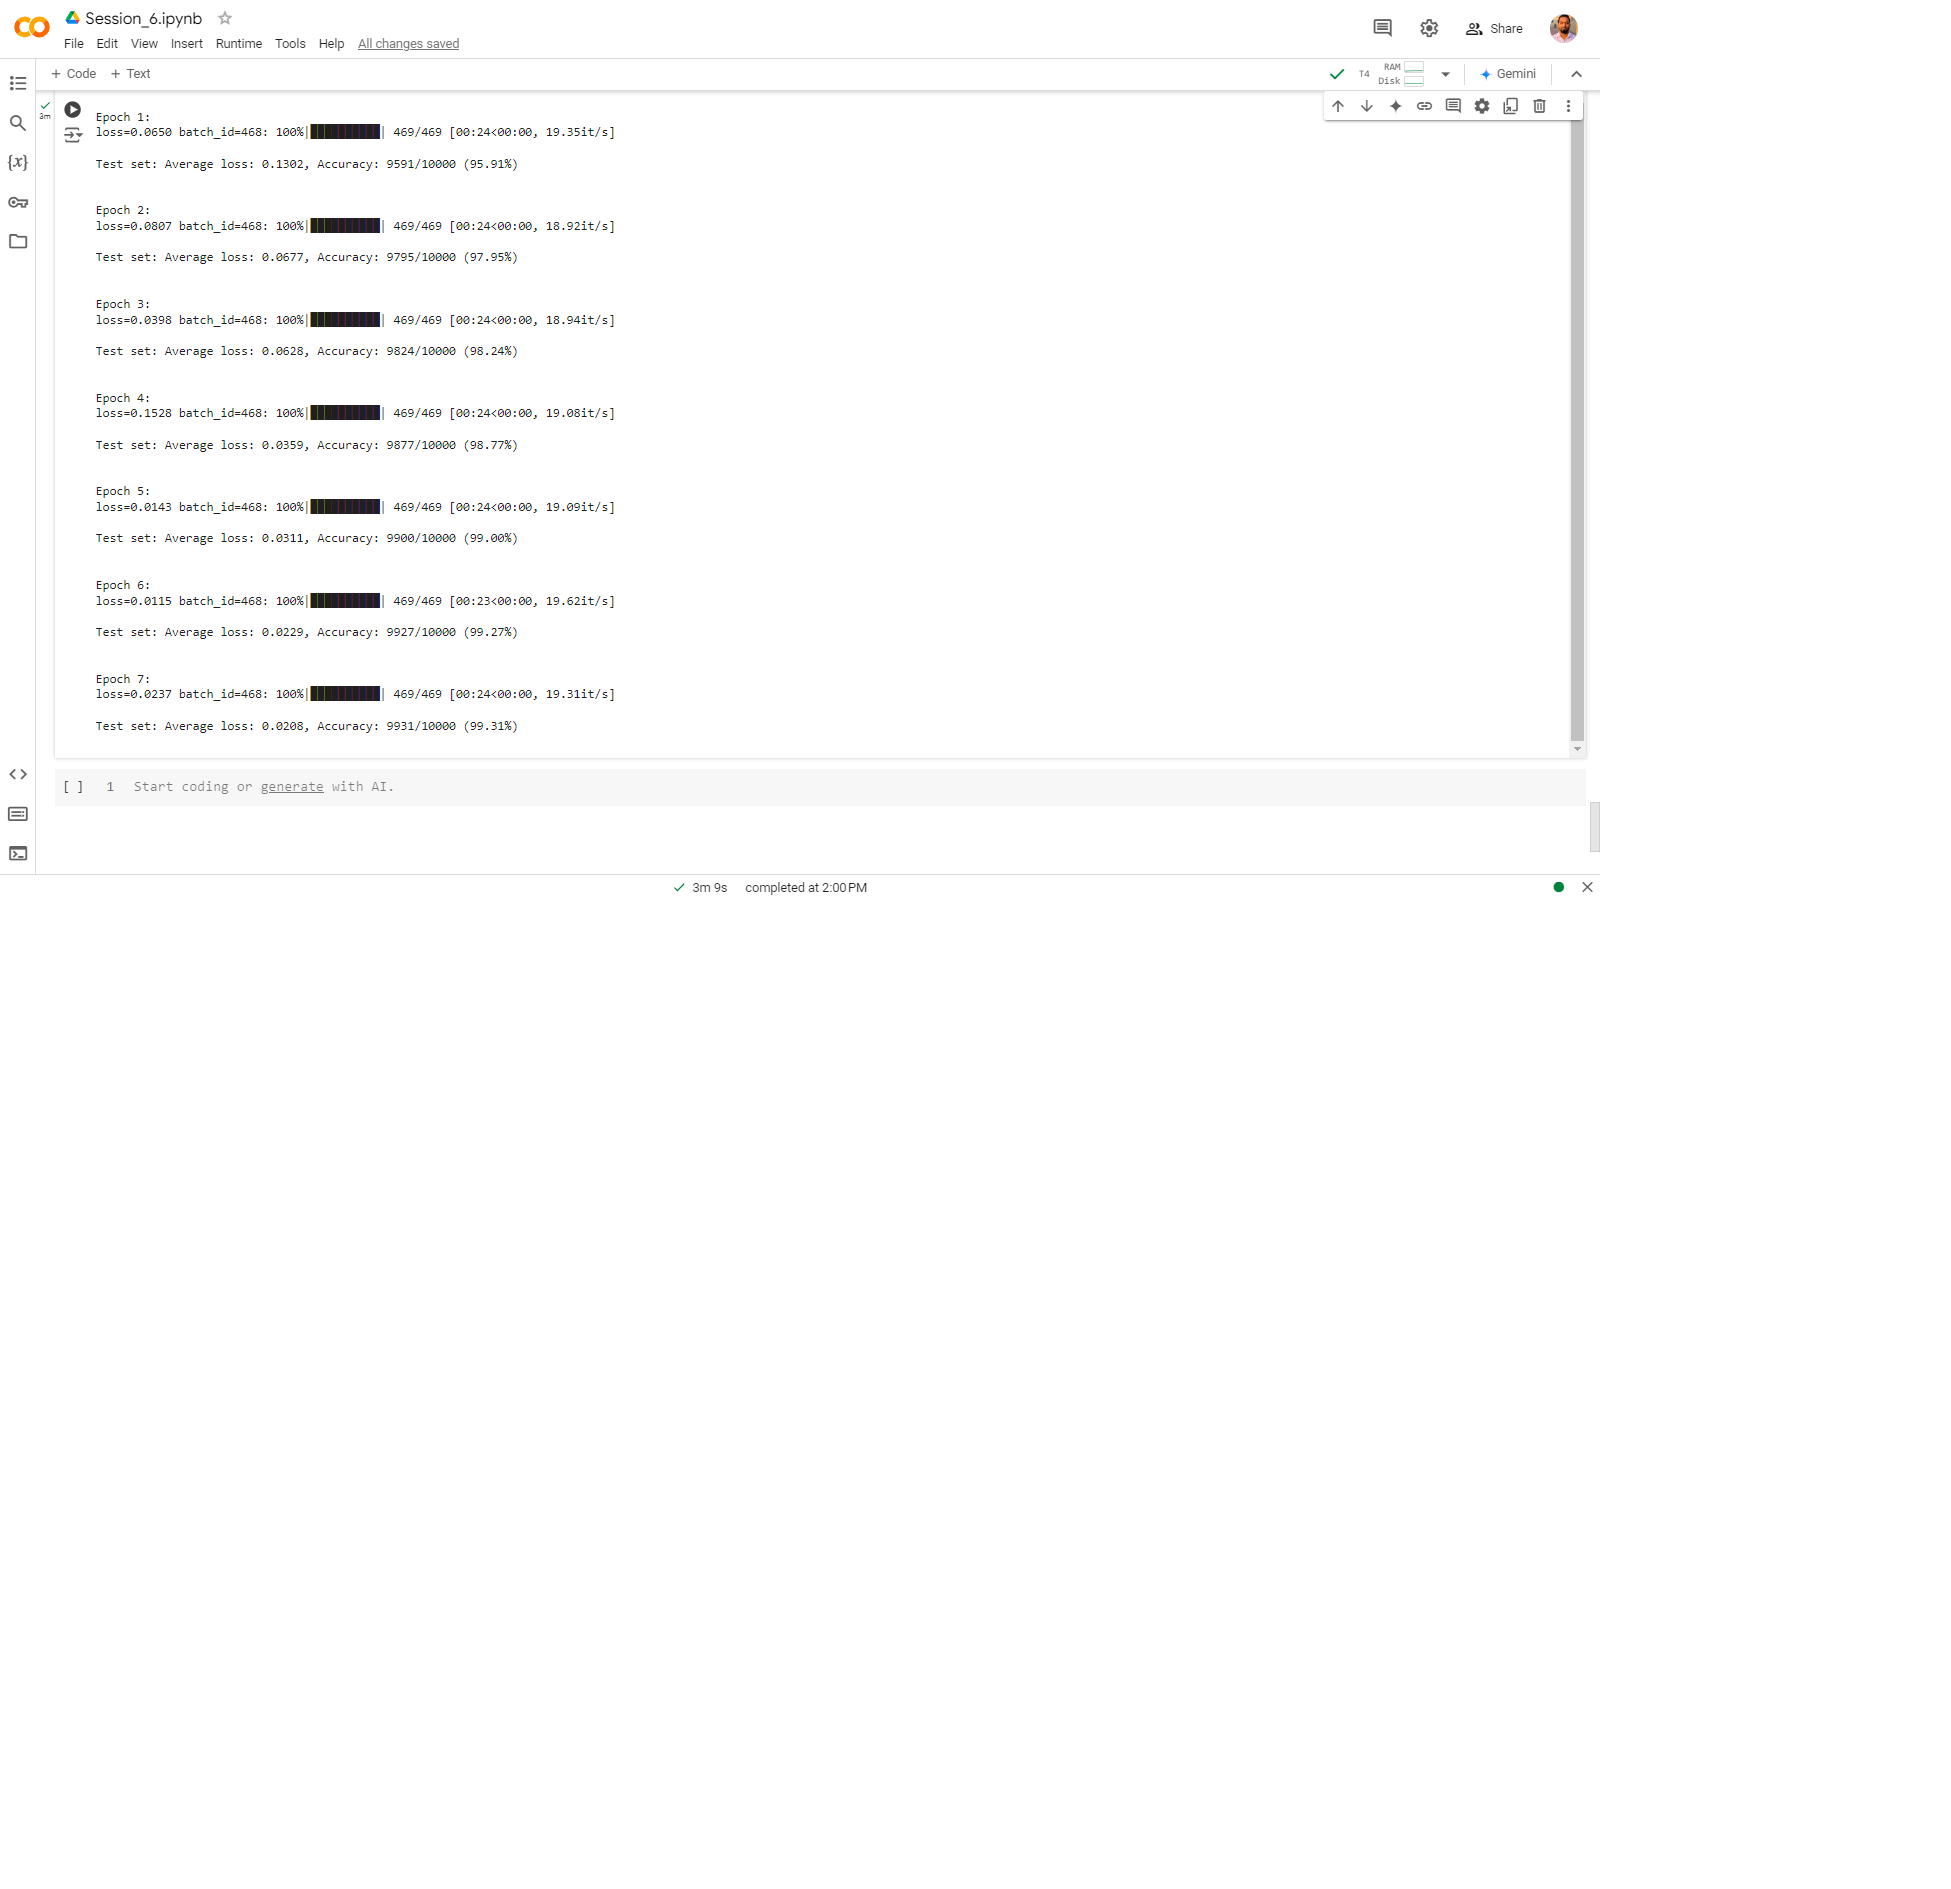 Session_6.ipynb
File Edit View Insert Runtime Tools Help All changes saved
Share
+ Code + Text
T4
RAM
Disk
Gemini
3m
Epoch 1:
loss=0.0650 batch_id=468: 100%|██████████| 469/469 [00:24<00:00, 19.35it/s]
Test set: Average loss: 0.1302, Accuracy: 9591/10000 (95.91%)
Epoch 2:
loss=0.0807 batch_id=468: 100%|██████████| 469/469 [00:24<00:00, 18.92it/s]
Test set: Average loss: 0.0677, Accuracy: 9795/10000 (97.95%)
Epoch 3:
loss=0.0398 batch_id=468: 100%|██████████| 469/469 [00:24<00:00, 18.94it/s]
Test set: Average loss: 0.0628, Accuracy: 9824/10000 (98.24%)
Epoch 4:
loss=0.1528 batch_id=468: 100%|██████████| 469/469 [00:24<00:00, 19.08it/s]
Test set: Average loss: 0.0359, Accuracy: 9877/10000 (98.77%)
Epoch 5:
loss=0.0143 batch_id=468: 100%|██████████| 469/469 [00:24<00:00, 19.09it/s]
Test set: Average loss: 0.0311, Accuracy: 9900/10000 (99.00%)
Epoch 6:
loss=0.0115 batch_id=468: 100%|██████████| 469/469 [00:23<00:00, 19.62it/s]
Test set: Average loss: 0.0229, Accuracy: 9927/10000 (99.27%)
Epoch 7:
loss=0.0237 batch_id=468: 100%|██████████| 469/469 [00:24<00:00, 19.31it/s]
Test set: Average loss: 0.0208, Accuracy: 9931/10000 (99.31%)
[ ] 1 Start coding or generate with AI.
3m 9s completed at 2:00 PM